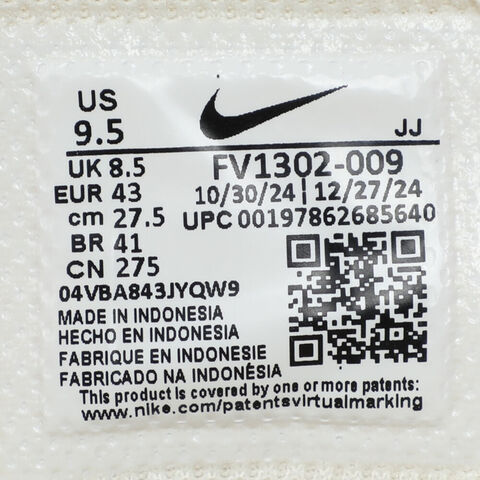 US
9.5
JJ
UK 8.5
FV1302-009
EUR 43
10/30/24 | 12/27/24
cm 27.5
UPC 00197862685640
BR 41
CN 275
04VBA843JYQW9
MADE IN INDONESIA
HECHO EN INDONESIA
FABRIQUE EN INDONESIE
FABRICADO NA INDONÉSIA
This product is covered by one or more patents:
www.nike.com/patentsvirtualmarking